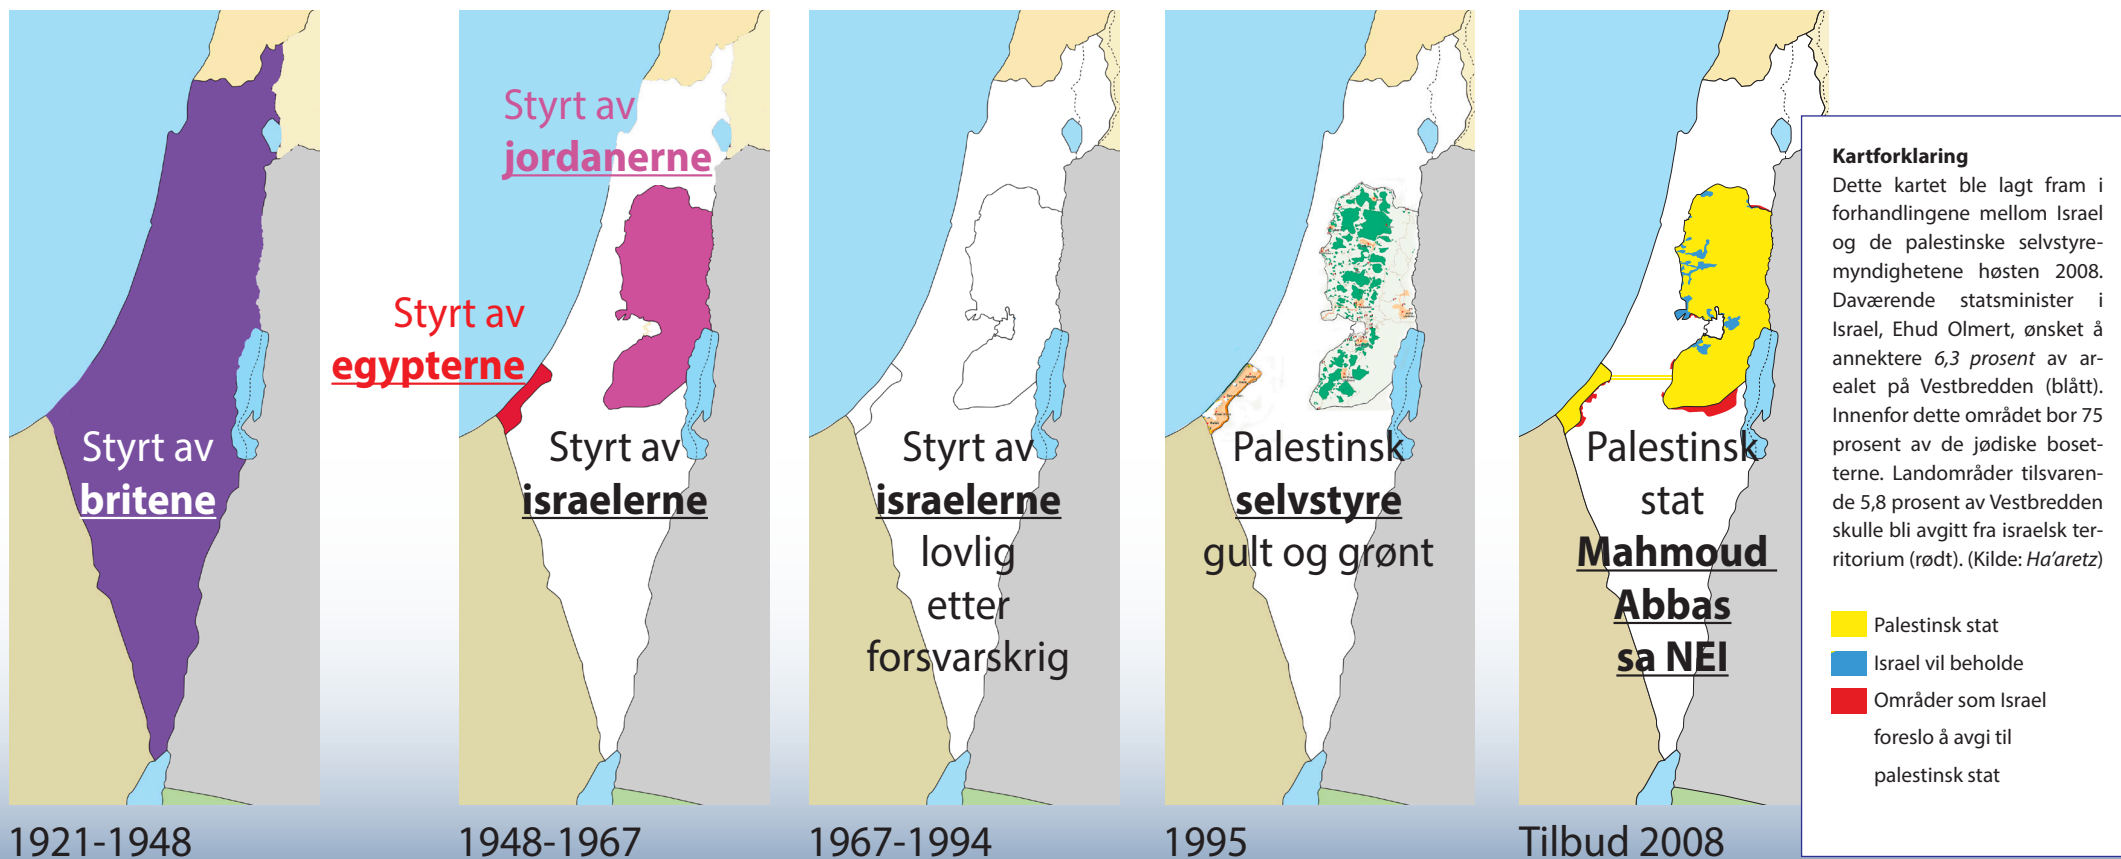 Styrt av
britene
1921-1948
Styrt av
jordanerne
Styrt av
egypterne
Styrt av
israelerne
1948-1967
Styrt av
israelerne
lovlig
etter
forsvarskrig
1967-1994
Palestinsk
selvstyre
gult og grønt
1995
Palestinsk
stat
Mahmoud
Abbas
sa NEI
Tilbud 2008
Kartforklaring
Dette kartet ble lagt fram i
forhandlingene mellom Israel
og de palestinske selvstyre-
myndighetene høsten 2008.
Daværende statsminister i
Israel, Ehud Olmert, ønsket å
annektere 6,3 prosent av ar-
ealet på Vestbredden (blått).
Innenfor dette området bor 75
prosent av de jødiske boset-
terne. Landområder tilsvaren-
de 5,8 prosent av Vestbredden
skulle bli avgitt fra israelsk ter-
ritorium (rødt). (Kilde: Ha'aretz)
Palestinsk stat
Israel vil beholde
Områder som Israel
foreslo å avgi til
palestinsk stat